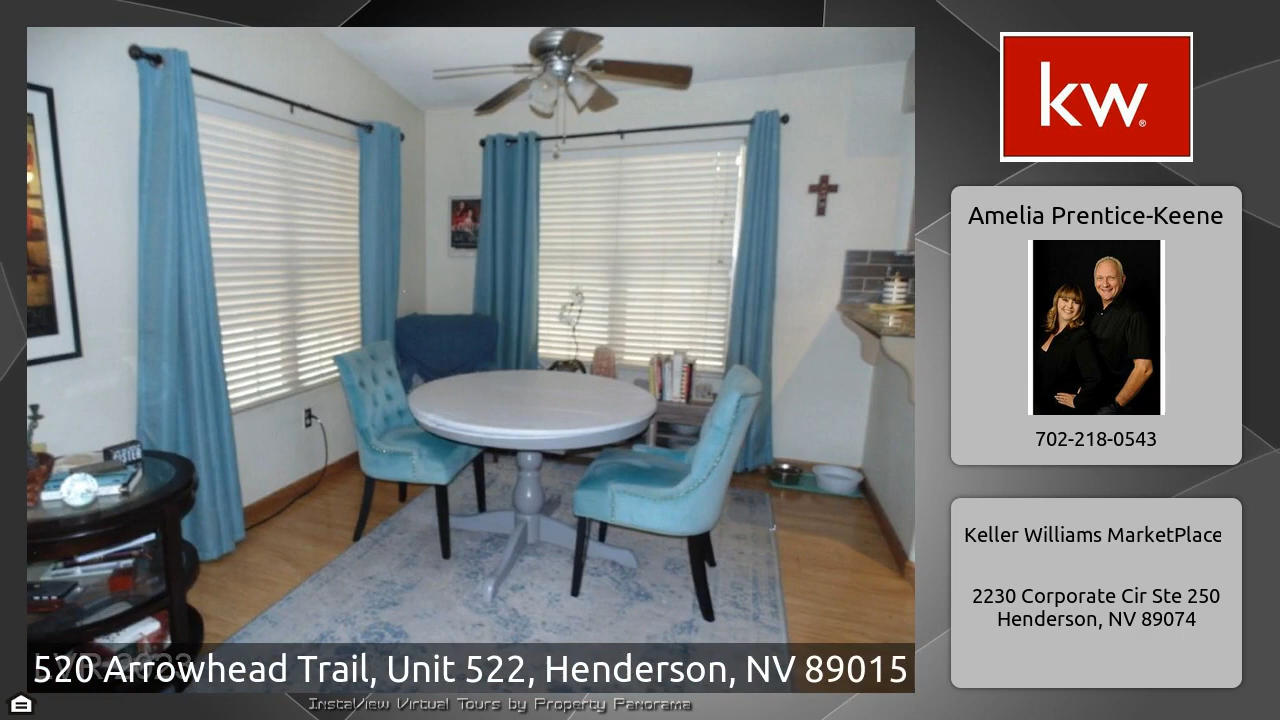 kw®
Amelia Prentice-Keene
702-218-0543
Keller Williams MarketPlace
2230 Corporate Cir Ste 250
Henderson, NV 89074
520 Arrowhead Trail, Unit 522, Henderson, NV 89015
InstaView Virtual Tours by Property Panorama